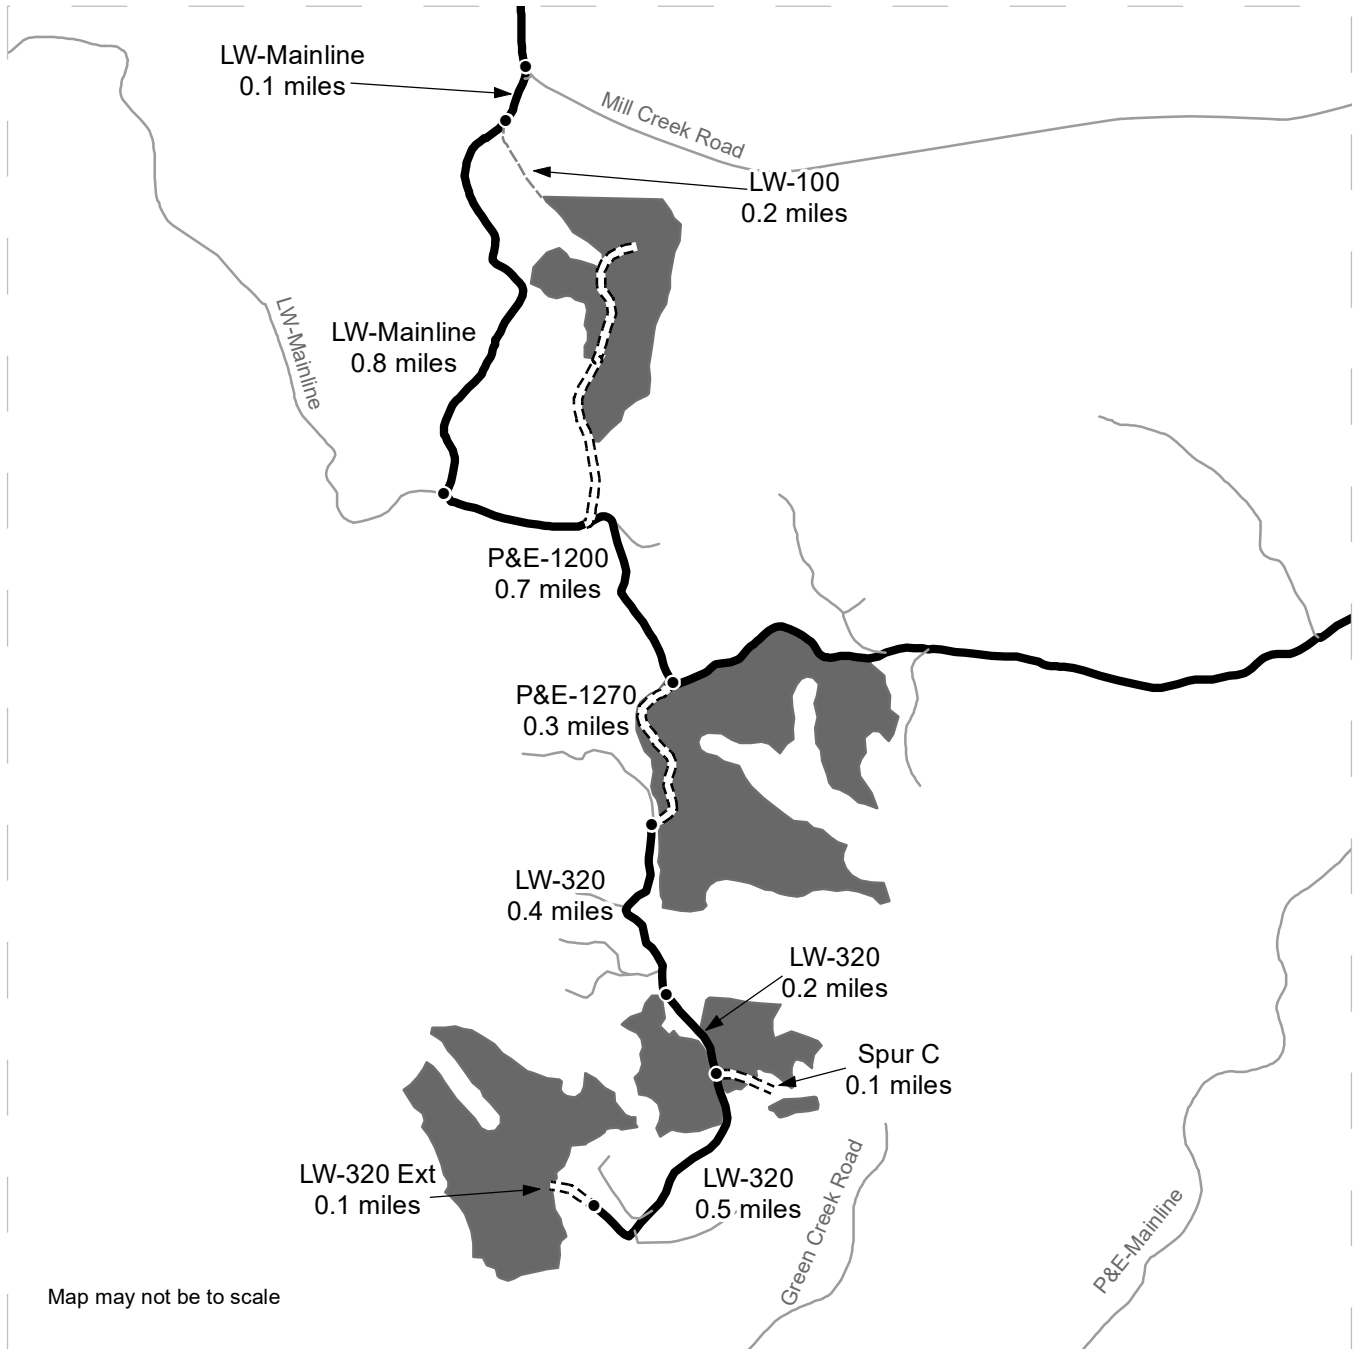 LW-Mainline
0.1 miles
Mill Creek Road
LW-100
0.2 miles
LW-Mainline
LW-Mainline
0.8 miles
P&E-1200
0.7 miles
P&E-1270
0.3 miles
LW-320
0.4 miles
LW-320
0.2 miles
Spur C
0.1 miles
LW-320 Ext
0.1 miles
LW-320
0.5 miles
Green Creek Road
P&E-Mainline
Map may not be to scale